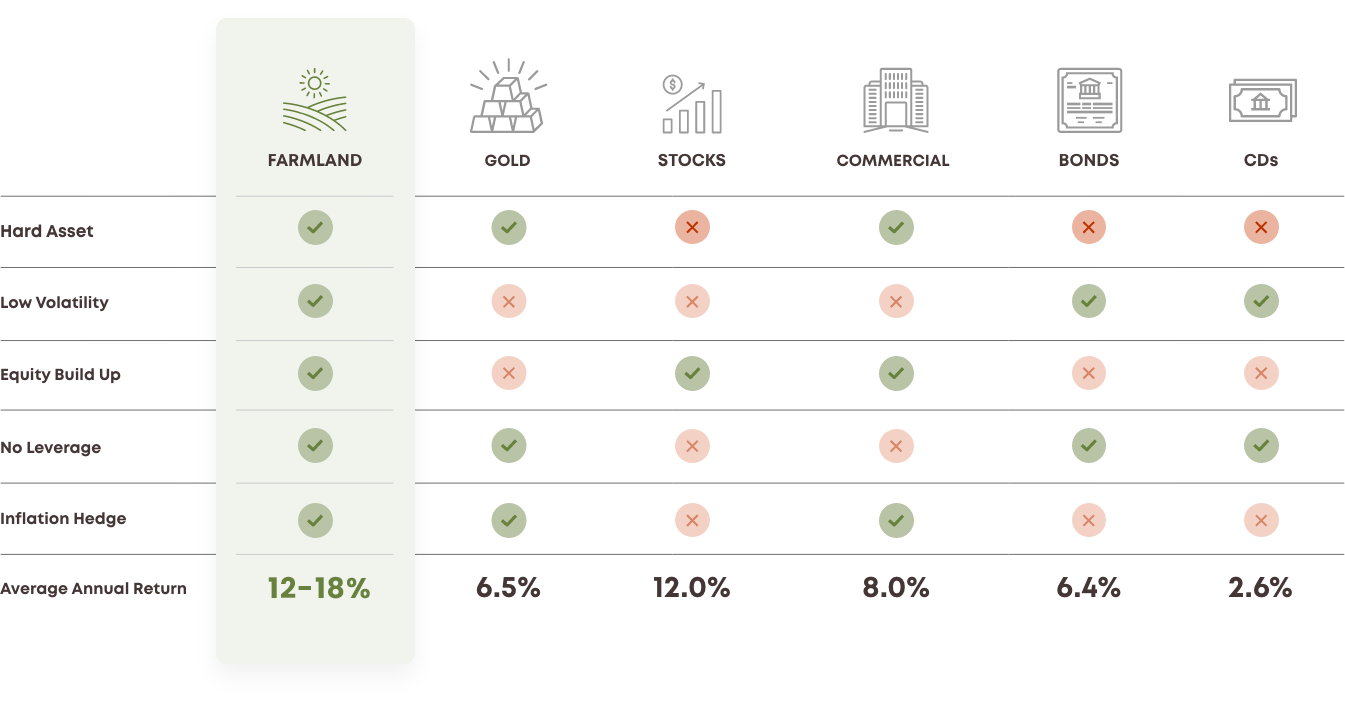 FARMLAND GOLD STOCKS COMMERCIAL BONDS CDs
Hard Asset
Low Volatility
Equity Build Up
No Leverage
Inflation Hedge
Average Annual Return 12-18% 6.5% 12.0% 8.0% 6.4% 2.6%